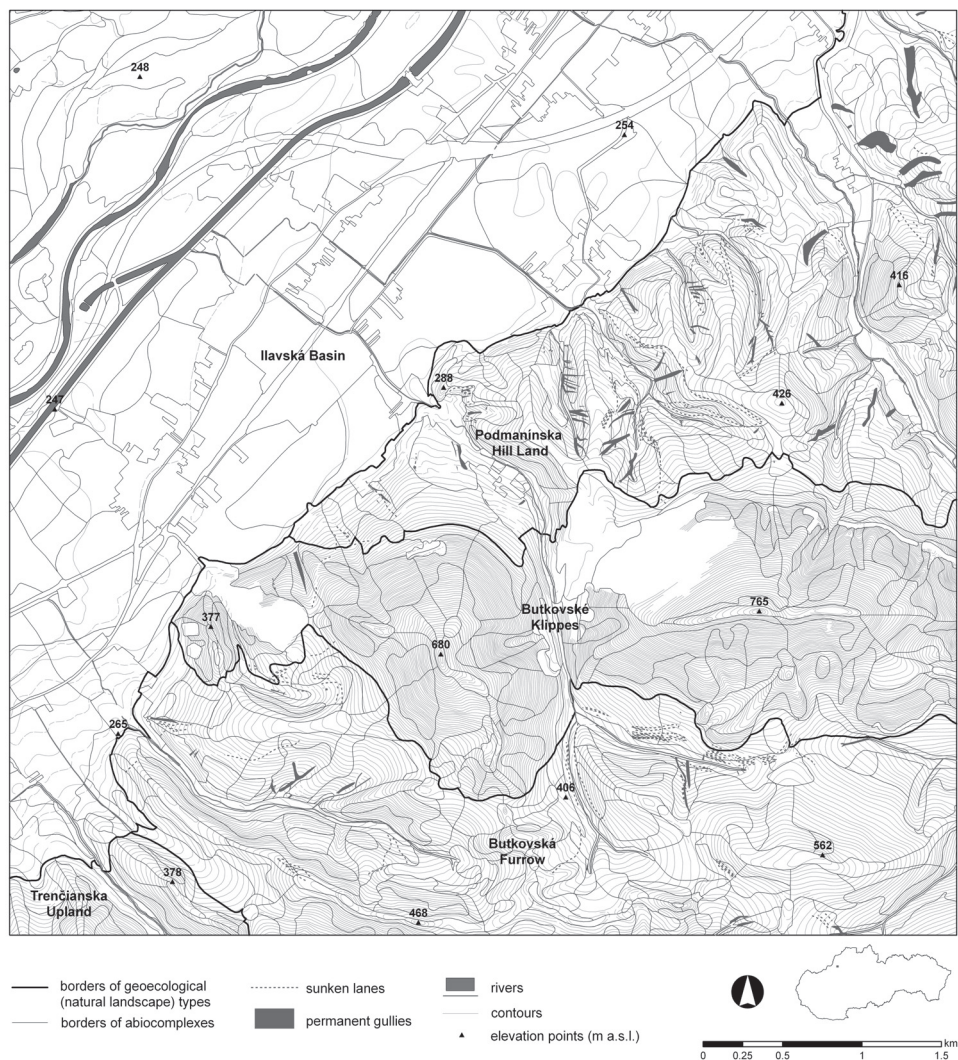 248
254
416
Ilavská Basin
288
247
426
Podmaninska
Hill Land
377
Butkovské
Klippes
765
680
265
406
Butkovská
Furrow
562
378
Trenčianska
Upland
468
borders of geoecological
(natural landscape) types
borders of abiocomplexes
sunken lanes
permanent gullies
rivers
contours
elevation points (m a.s.l.)
km
0 0.25 0.5 1 1.5